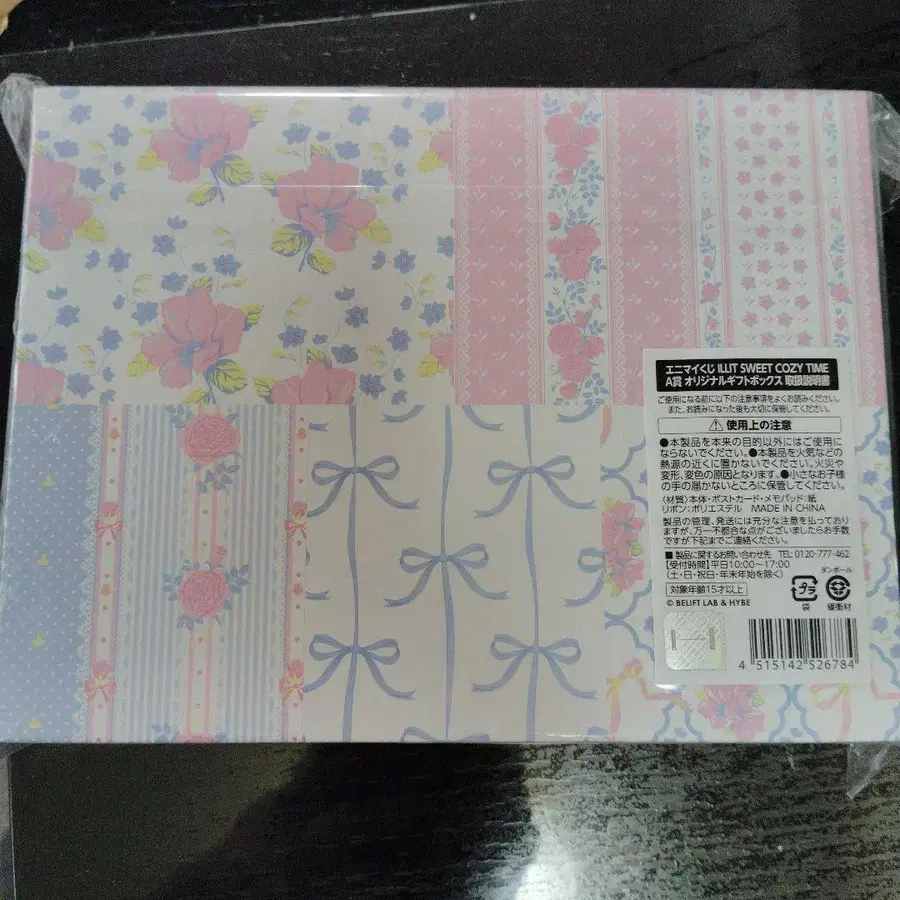 エニマイくじ ILLIT SWEET COZY TIME
A賞 オリジナルギフトボックス 取扱説明書
ご使用になる前に以下の注意事項をよくお読みください。
また、お読みになった後も大切に保管してください。
⚠ 使用上の注意
●本製品を本来の目的以外にはご使用に
ならないでください。●本製品を火気などの
熱源の近くに置かないでください。火災や
変形、変色の原因となります。●小さなお子様
の手の届かないところに保管してください。
〈材質〉本体・ポストカード・メモパッド:紙
リボン:ポリエステル MADE IN CHINA
製品の管理、発送には充分な注意を払っており
ますが、万一不都合な点がございましたらお手数
ですが下記までご連絡ください。
■製品に関するお問い合わせ先 TEL 0120-777-462
【受付時間】平日10:00~17:00
(土・日・祝日・年末年始を除く)
対象年齢15才以上
© BELIFT LAB & HYBE
プラ
袋
ダンボール
緩衝材
4 515142 526784